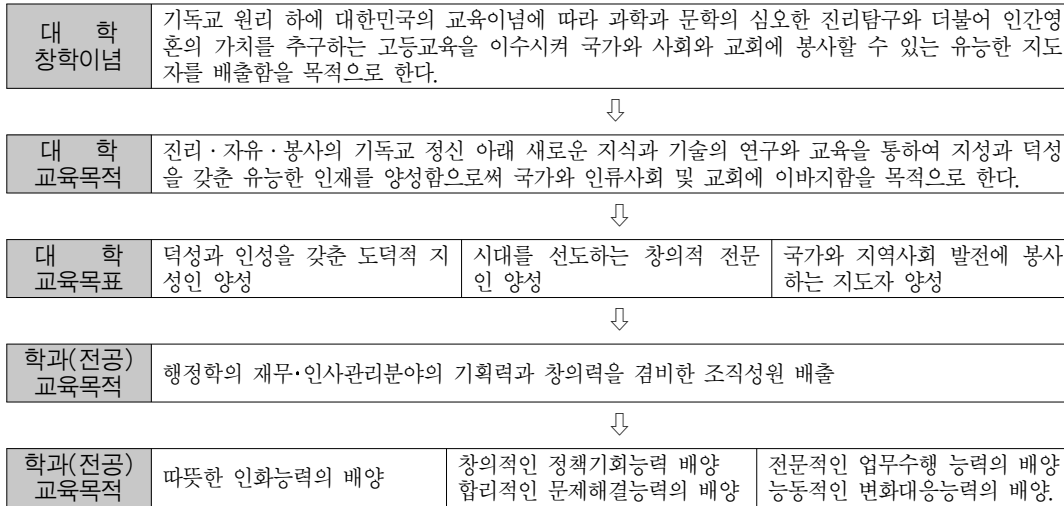 대 학
창학이념
기독교 원리 하에 대한민국의 교육이념에 따라 과학과 문학의 심오한 진리탐구와 더불어 인간영
혼의 가치를 추구하는 고등교육을 이수시켜 국가와 사회와 교회에 봉사할 수 있는 유능한 지도
자를 배출함을 목적으로 한다.
⇩
대 학
교육목적
진리·자유·봉사의 기독교 정신 아래 새로운 지식과 기술의 연구와 교육을 통하여 지성과 덕성
을 갖춘 유능한 인재를 양성함으로써 국가와 인류사회 및 교회에 이바지함을 목적으로 한다.
⇩
대 학
교육목표
덕성과 인성을 갖춘 도덕적 지
성인 양성
시대를 선도하는 창의적 전문
인 양성
국가와 지역사회 발전에 봉사
하는 지도자 양성
⇩
학과(전공)
교육목적
행정학의 재무·인사관리분야의 기획력과 창의력을 겸비한 조직성원 배출
⇩
학과(전공)
교육목적
따뜻한 인화능력의 배양
창의적인 정책기회능력 배양
합리적인 문제해결능력의 배양
전문적인 업무수행 능력의 배양
능동적인 변화대응능력의 배양.